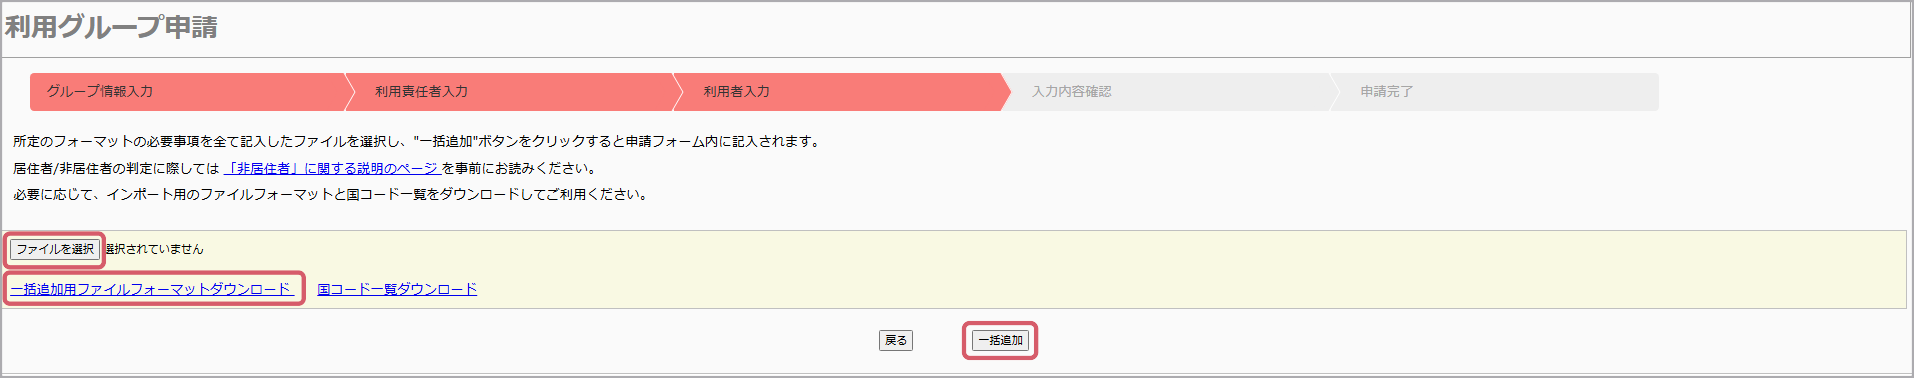 利用グループ申請
グループ情報入力 利用責任者入力 利用者入力 入力内容確認 申請完了
所定のフォーマットの必要事項を全て記入したファイルを選択し、"一括追加"ボタンをクリックすると申請フォーム内に記入されます。
居住者/非居住者の判定に際しては 「非居住者」に関する説明のページ を事前にお読みください。
必要に応じて、インポート用のファイルフォーマットと国コード一覧をダウンロードしてご利用ください。
ファイルを選択 選択されていません
一括追加用ファイルフォーマットダウンロード 国コード一覧ダウンロード
戻る 一括追加